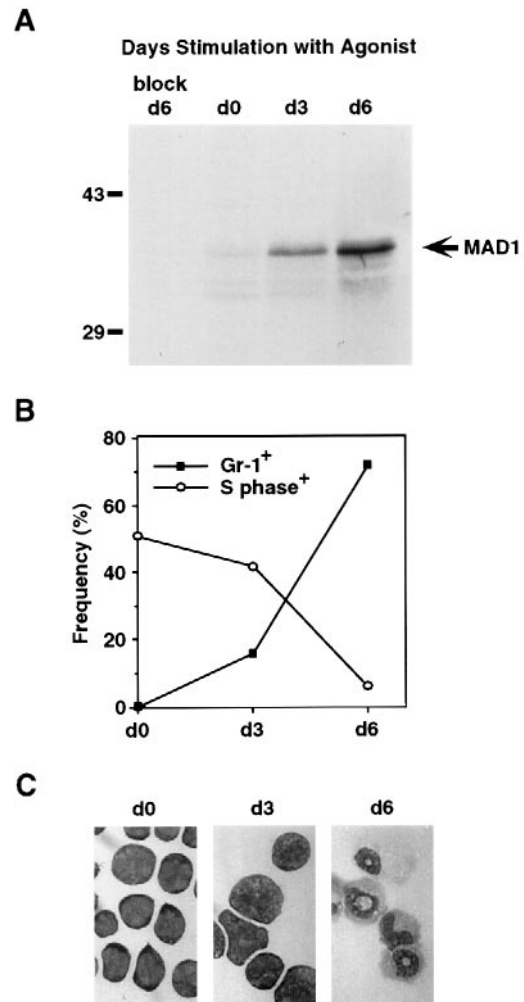 A
Days Stimulation with Agonist
block
d6 d0 d3 d6
43
MAD1
29
B
80
Gr-1+
S phase+
60
40
20
0
Frequency (%)
d0 d3 d6
C
d0 d3 d6